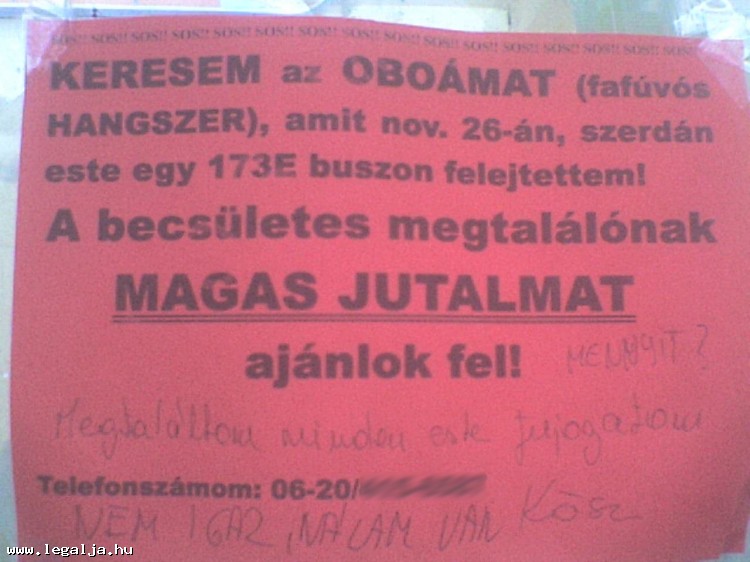 SOS!! SOS!! SOS!! SOS!! SOS!! SOS!! SOS!! SOS!! SOS!! SOS!! SOS!! SOS!! SOS!! SOS!! SOS!! SOS!!
KERESEM az OBOÁMAT (fafúvós
HANGSZER), amit nov. 26-án, szerdán
este egy 173E buszon felejtettem!
A becsületes megtalálónak
MAGAS JUTALMAT
ajánlok fel!
MENNYIT?
Megtaláltam minden este fújogatom
Telefonszámom: 06-20/
NEM IGAZ, NÁLAM VAN Kösz
www.legalja.hu